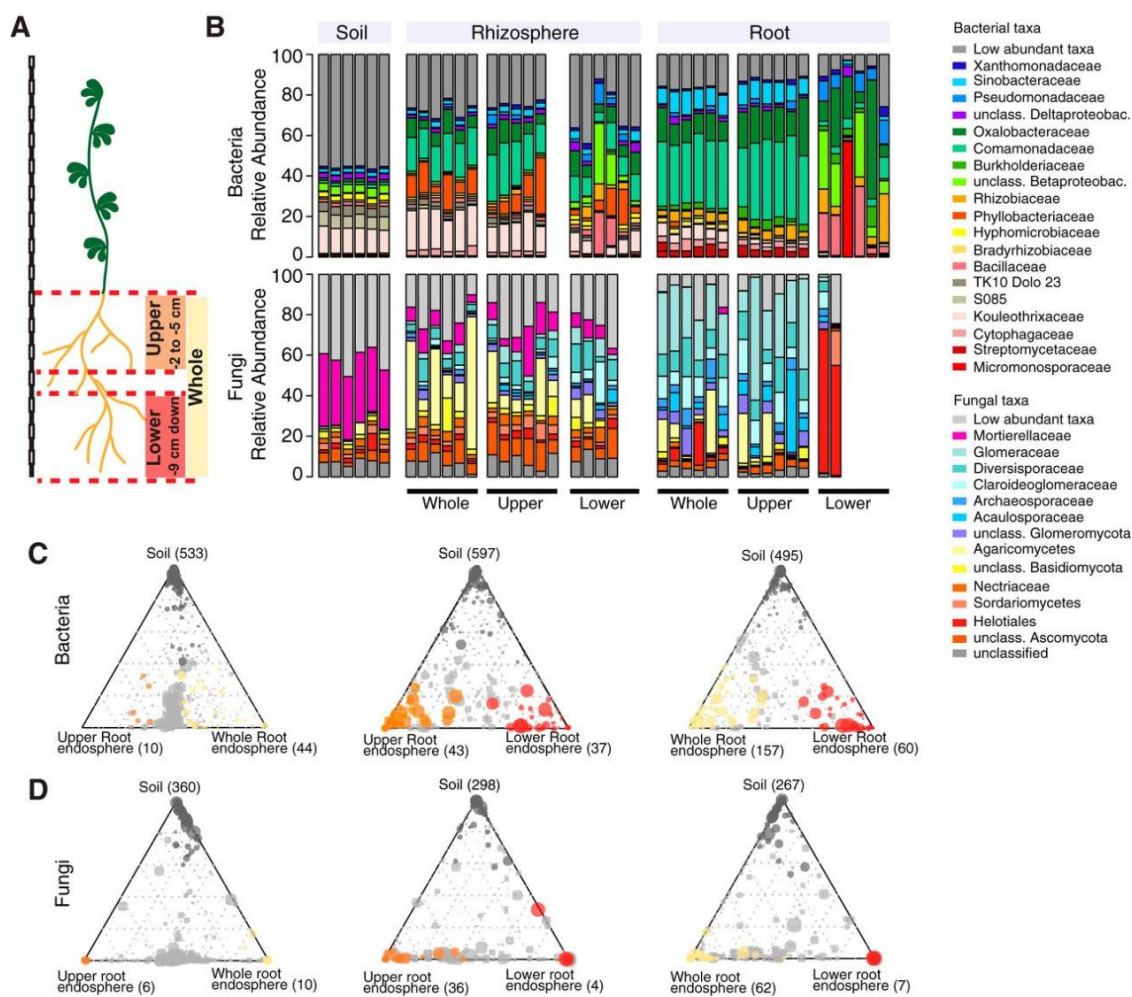 A
Upper
-2 to -5 cm
Lower
-9 cm down
Whole
B
Soil
Rhizosphere
Root
Bacteria
Relative Abundance
100
80
60
40
20
0
Fungi
Relative Abundance
100
80
60
40
20
0
Whole
Upper
Lower
Whole
Upper
Lower
Bacterial taxa
Low abundant taxa
Xanthomonadaceae
Sinobacteraceae
Pseudomonadaceae
unclass. Deltaproteobac.
Oxalobacteraceae
Comamonadaceae
Burkholderiaceae
unclass. Betaproteobac.
Rhizobiaceae
Phyllobacteriaceae
Hyphomicrobiaceae
Bradyrhizobiaceae
Bacillaceae
TK10 Dolo 23
S085
Kouleothrixaceae
Cytophagaceae
Streptomycetaceae
Micromonosporaceae
Fungal taxa
Low abundant taxa
Mortierellaceae
Glomeraceae
Diversisporaceae
Claroideoglomeraceae
Archaeosporaceae
Acaulosporaceae
unclass. Glomeromycota
Agaricomycetes
unclass. Basidiomycota
Nectriaceae
Sordariomycetes
Helotiales
unclass. Ascomycota
unclassified
C
Bacteria
Soil (533)
Upper Root
endosphere (10)
Whole Root
endosphere (44)
Soil (597)
Upper Root
endosphere (43)
Lower Root
endosphere (37)
Soil (495)
Whole Root
endosphere (157)
Lower Root
endosphere (60)
D
Fungi
Soil (360)
Upper root
endosphere (6)
Whole root
endosphere (10)
Soil (298)
Upper root
endosphere (36)
Lower root
endosphere (4)
Soil (267)
Whole root
endosphere (62)
Lower root
endosphere (7)